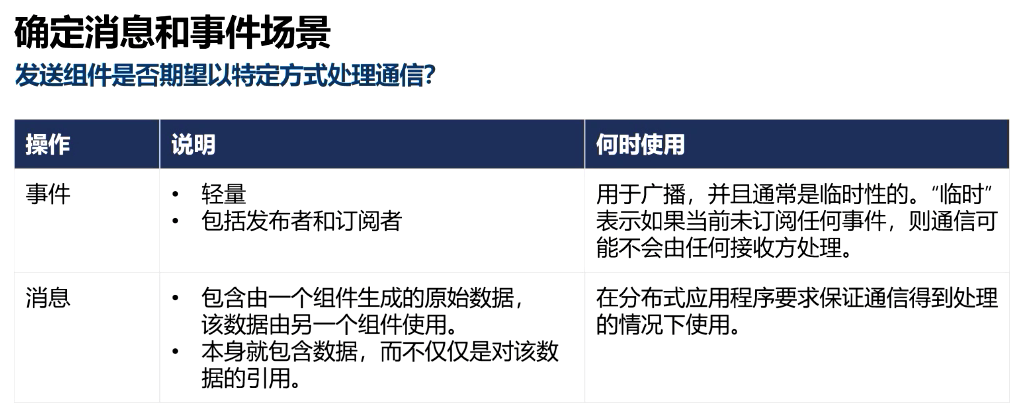 确定消息和事件场景
发送组件是否期望以特定方式处理通信？
操作
说明
何时使用
事件
• 轻量
• 包括发布者和订阅者
用于广播，并且通常是临时性的。“临时”
表示如果当前未订阅任何事件，则通信可
能不会由任何接收方处理。
消息
• 包含由一个组件生成的原始数据，
该数据由另一个组件使用。
• 本身就包含数据，而不仅仅是对该数
据的引用。
在分布式应用程序要求保证通信得到处理
的情况下使用。